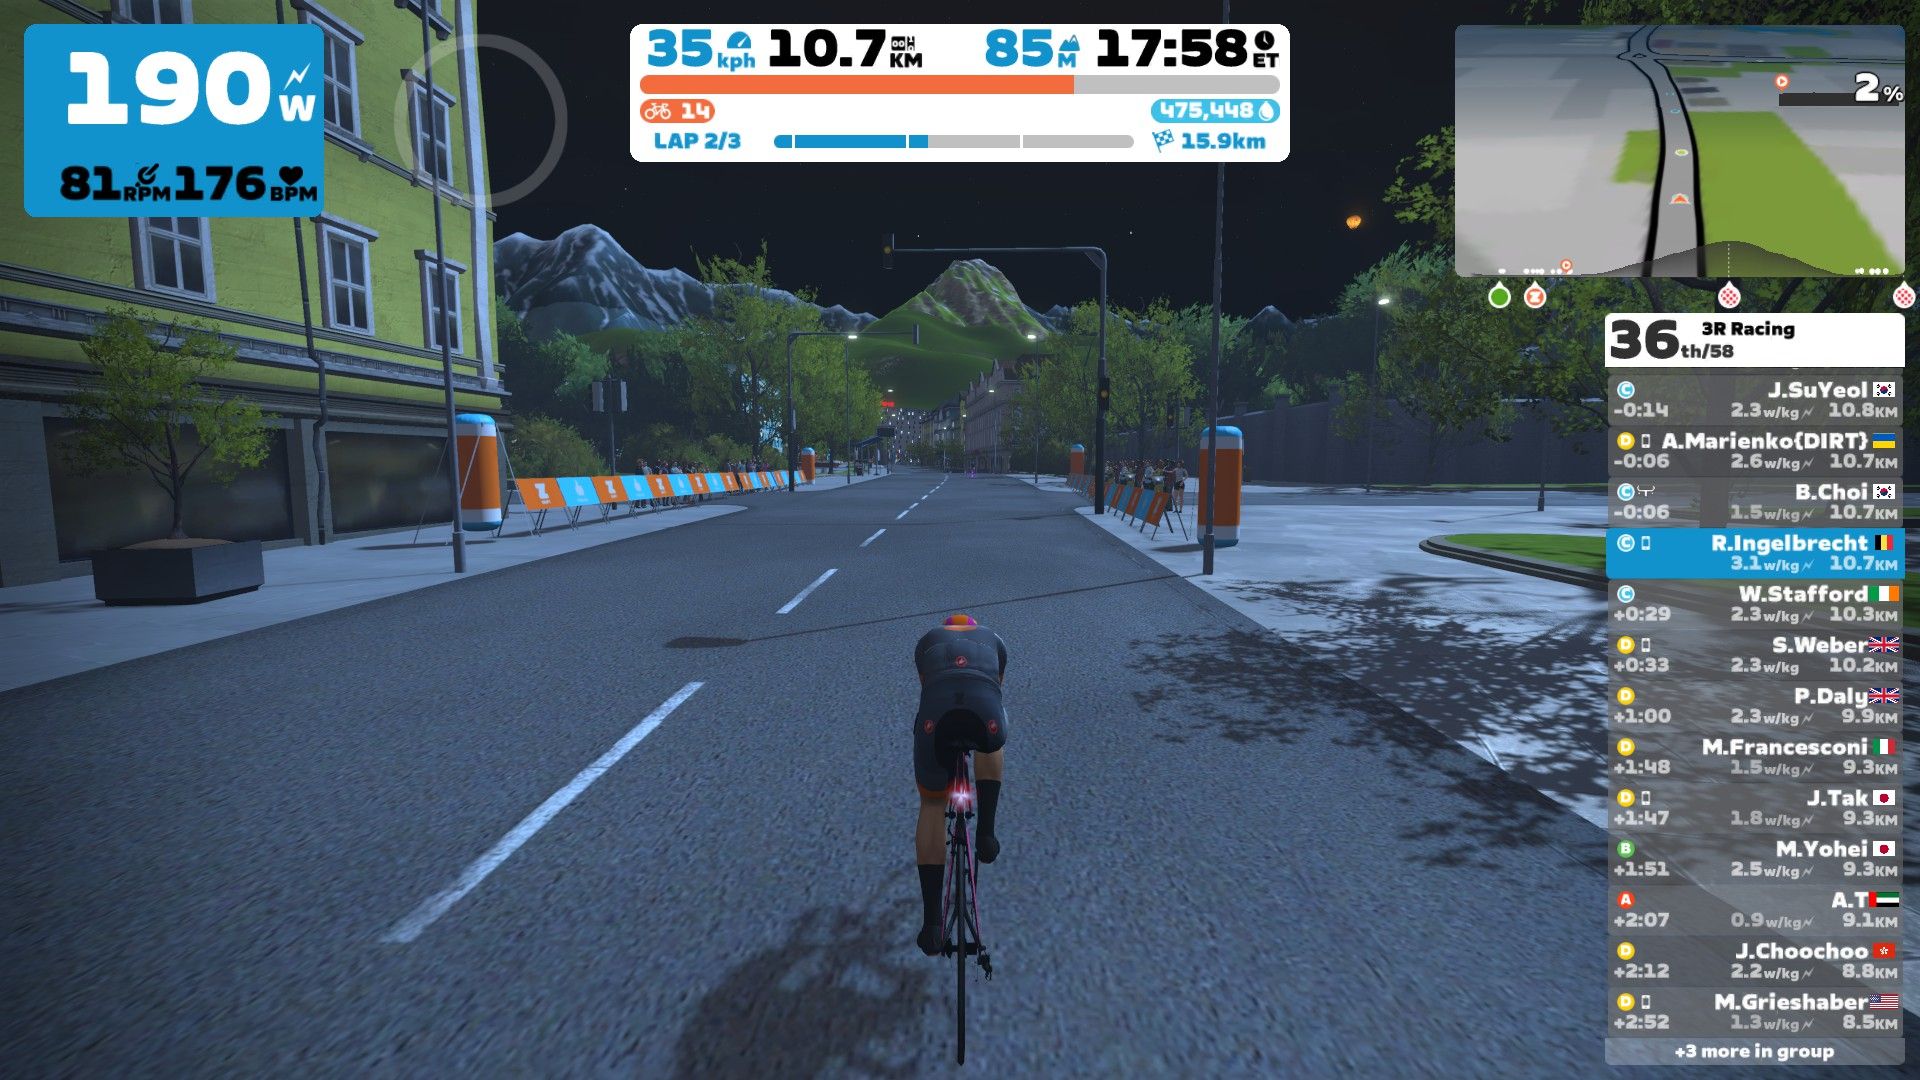 190 W
81 RPM 176 BPM
35 kph 10.7 KM 85 M 17:58 ET
14 475,448
LAP 2/3 15.9km
2 %
36 th/58 3R Racing
C J.SuYeol
-0:14 2.3 w/kg 10.8 KM
D A.Marienko{DIRT}
-0:06 2.6 w/kg 10.7 KM
C B.Choi
-0:06 1.5 w/kg 10.7 KM
C R.Ingelbrecht
3.1 w/kg 10.7 KM
C W.Stafford
+0:29 2.3 w/kg 10.3 KM
D S.Weber
+0:33 2.3 w/kg 10.2 KM
D P.Daly
+1:00 2.3 w/kg 9.9 KM
D M.Francesconi
+1:48 1.5 w/kg 9.3 KM
D J.Tak
+1:47 1.8 w/kg 9.3 KM
B M.Yohei
+1:51 2.5 w/kg 9.3 KM
A A.T
+2:07 0.9 w/kg 9.1 KM
D J.Choochoo
+2:12 2.2 w/kg 8.8 KM
D M.Grieshaber
+2:52 1.3 w/kg 8.5 KM
+3 more in group